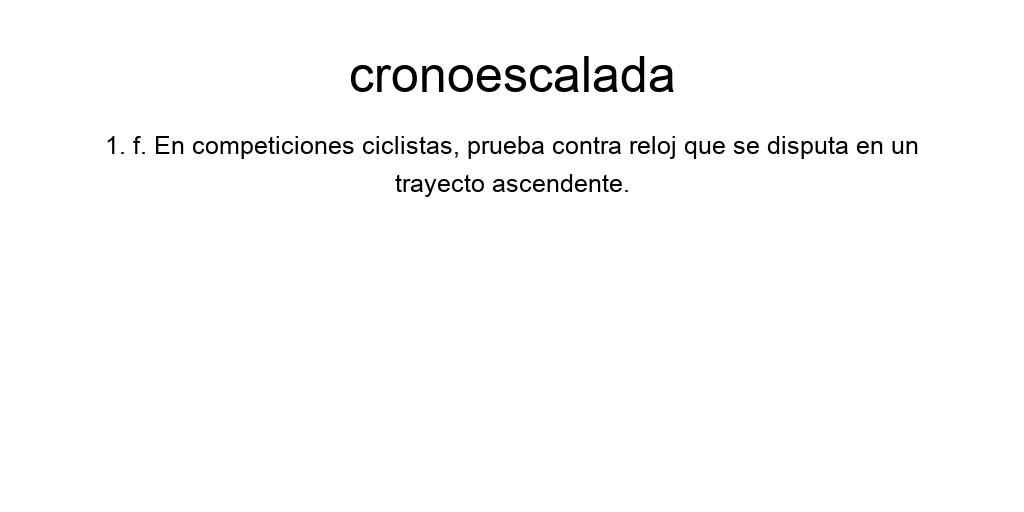 cronoescalada
1. f. En competiciones ciclistas, prueba contra reloj que se disputa en un
trayecto ascendente.